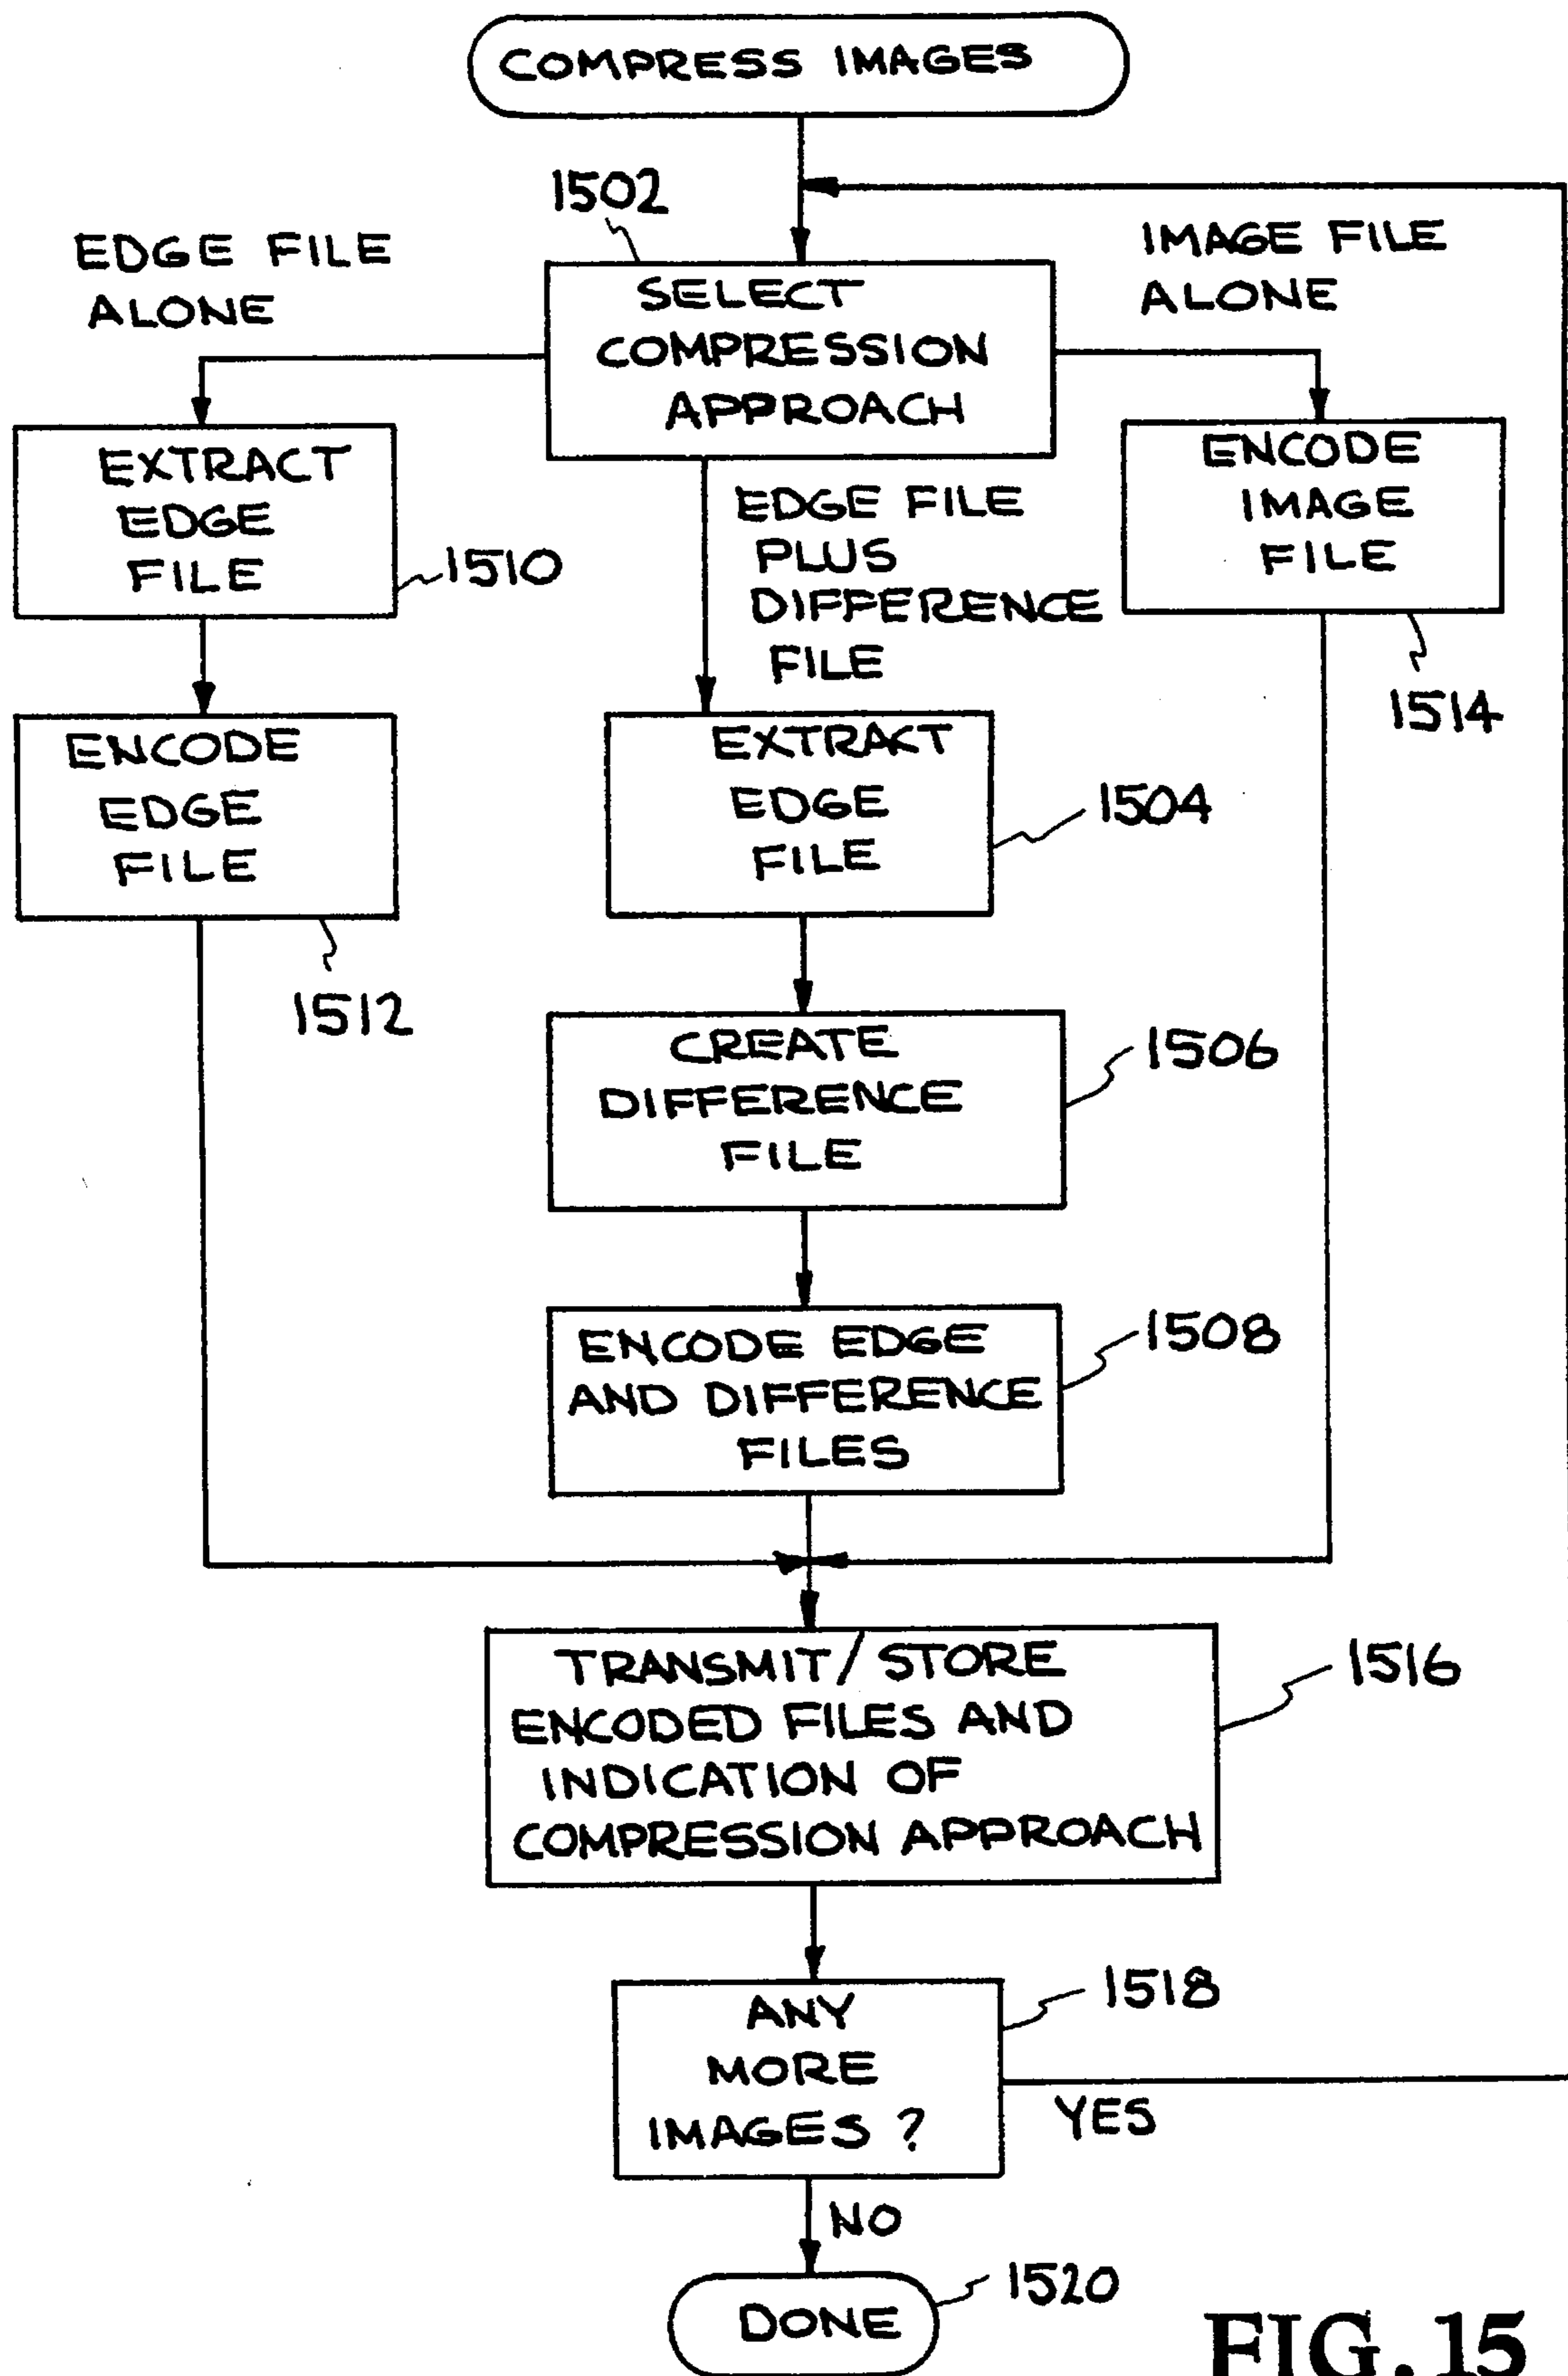 COMPRESS IMAGES
1502
EDGE FILE
ALONE
IMAGE FILE
ALONE
SELECT
COMPRESSION
APPROACH
EXTRACT
EDGE
FILE
1510
EDGE FILE
PLUS
DIFFERENCE
FILE
ENCODE
IMAGE
FILE
1514
ENCODE
EDGE
FILE
1512
EXTRACT
EDGE
FILE
1504
CREATE
DIFFERENCE
FILE
1506
ENCODE EDGE
AND DIFFERENCE
FILES
1508
TRANSMIT/STORE
ENCODED FILES AND
INDICATION OF
COMPRESSION APPROACH
1516
ANY
MORE
IMAGES?
1518
YES
NO
DONE
1520
FIG. 15